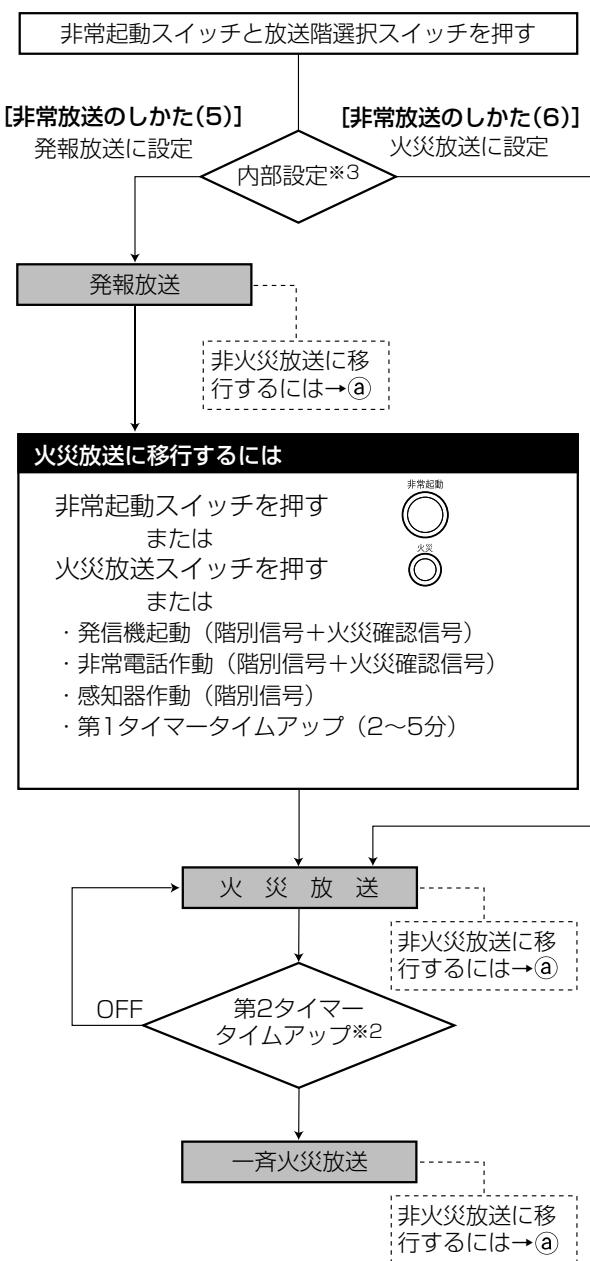 非常起動スイッチと放送階選択スイッチを押す
[非常放送のしかた(5)]
発報放送に設定
[非常放送のしかた(6)]
火災放送に設定
内部設定※3
発報放送
非火災放送に移
行するには→ⓐ
火災放送に移行するには
非常起動スイッチを押す
非常起動
または
火災放送スイッチを押す
火災
または
・発信機起動（階別信号＋火災確認信号）
・非常電話作動（階別信号＋火災確認信号）
・感知器作動（階別信号）
・第1タイマータイムアップ（2～5分）
火 災 放 送
非火災放送に移
行するには→ⓐ
OFF
第2タイマー
タイムアップ※2
一斉火災放送
非火災放送に移
行するには→ⓐ